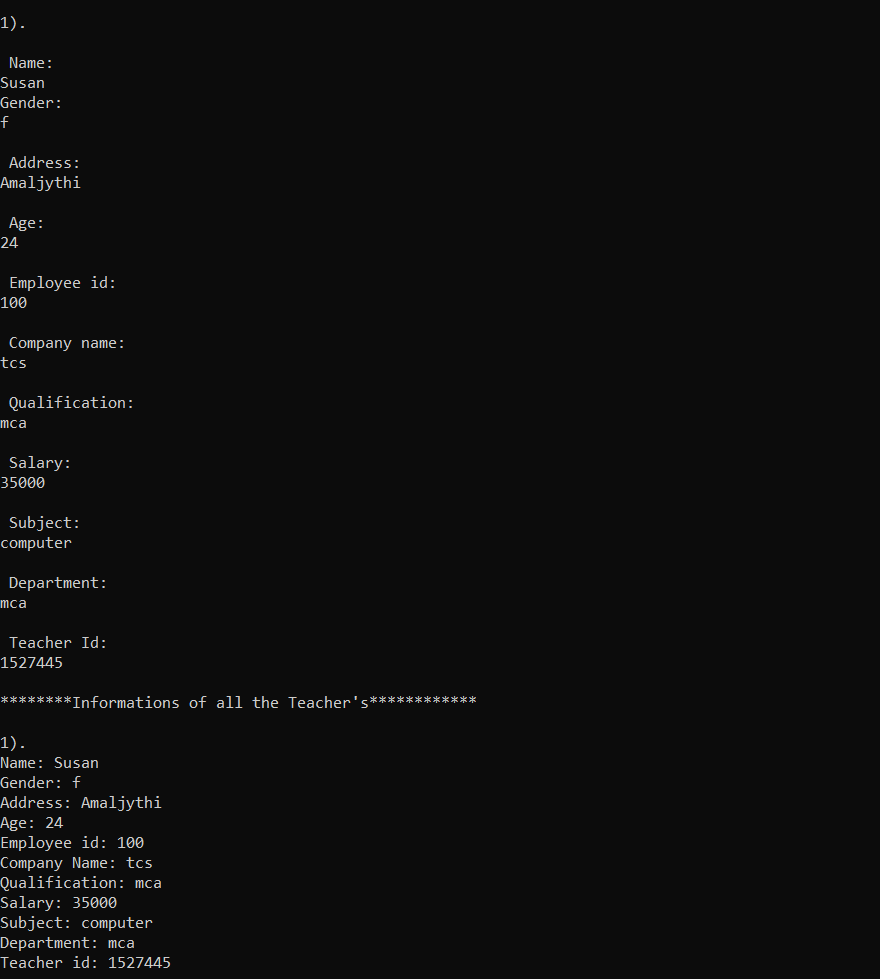 1).
Name:
Susan
Gender:
f
Address:
Amaljythi
Age:
24
Employee id:
100
Company name:
tcs
Qualification:
mca
Salary:
35000
Subject:
computer
Department:
mca
Teacher Id:
1527445
********Informations of all the Teacher's************
1).
Name: Susan
Gender: f
Address: Amaljythi
Age: 24
Employee id: 100
Company Name: tcs
Qualification: mca
Salary: 35000
Subject: computer
Department: mca
Teacher id: 1527445